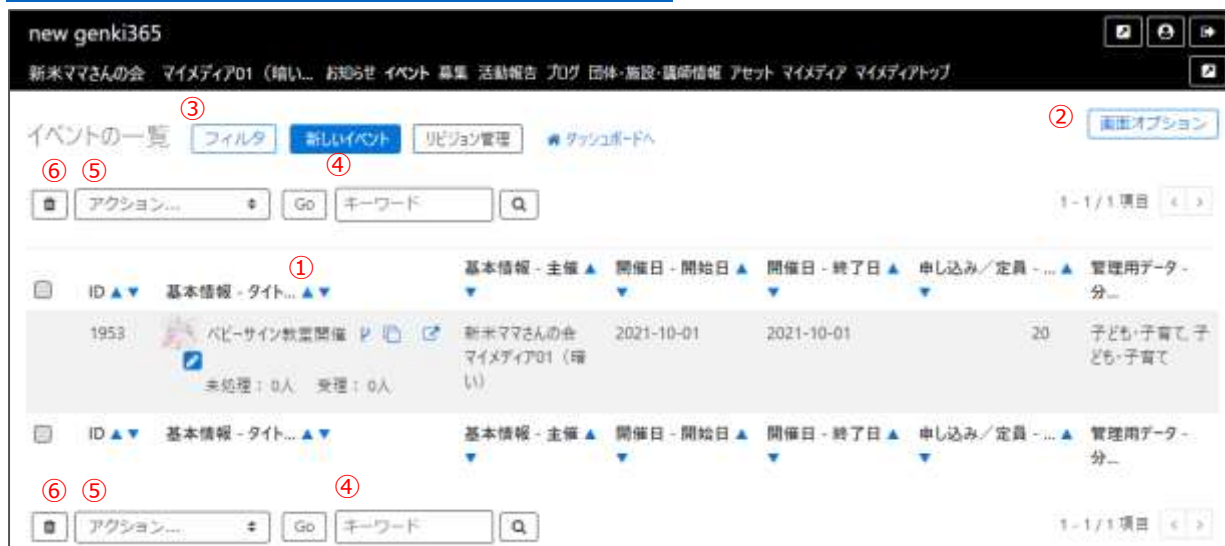 new genki365
新米ママさんの会 マイメディア01（暗い... お知らせ イベント 募集 活動報告 ブログ 団体・施設・講師情報 アセット マイメディア マイメディアトップ
③
イベントの一覧 フィルタ 新しいイベント リビジョン管理 ダッシュボードへ ② 画面オプション
⑥ ⑤ ④
アクション... Go キーワード 1 - 1 / 1 項目 < >
①
ID▲▼ 基本情報 - タイト...▲▼ 基本情報 - 主催▲▼ 開催日 - 開始日▲▼ 開催日 - 終了日▲▼ 申し込み／定員 - ...▲▼ 管理用データ - 分...
1953 ベビーサイン教室開催 新米ママさんの会 2021-10-01 2021-10-01 20 子ども・子育て, 子
マイメディア01（暗 ども・子育て
未処理：0人 受理：0人 い）
ID▲▼ 基本情報 - タイト...▲▼ 基本情報 - 主催▲▼ 開催日 - 開始日▲▼ 開催日 - 終了日▲▼ 申し込み／定員 - ...▲▼ 管理用データ - 分...
⑥ ⑤ ④
アクション... Go キーワード 1 - 1 / 1 項目 < >